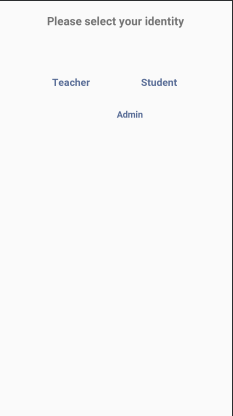 Please select your identity
Teacher Student
Admin